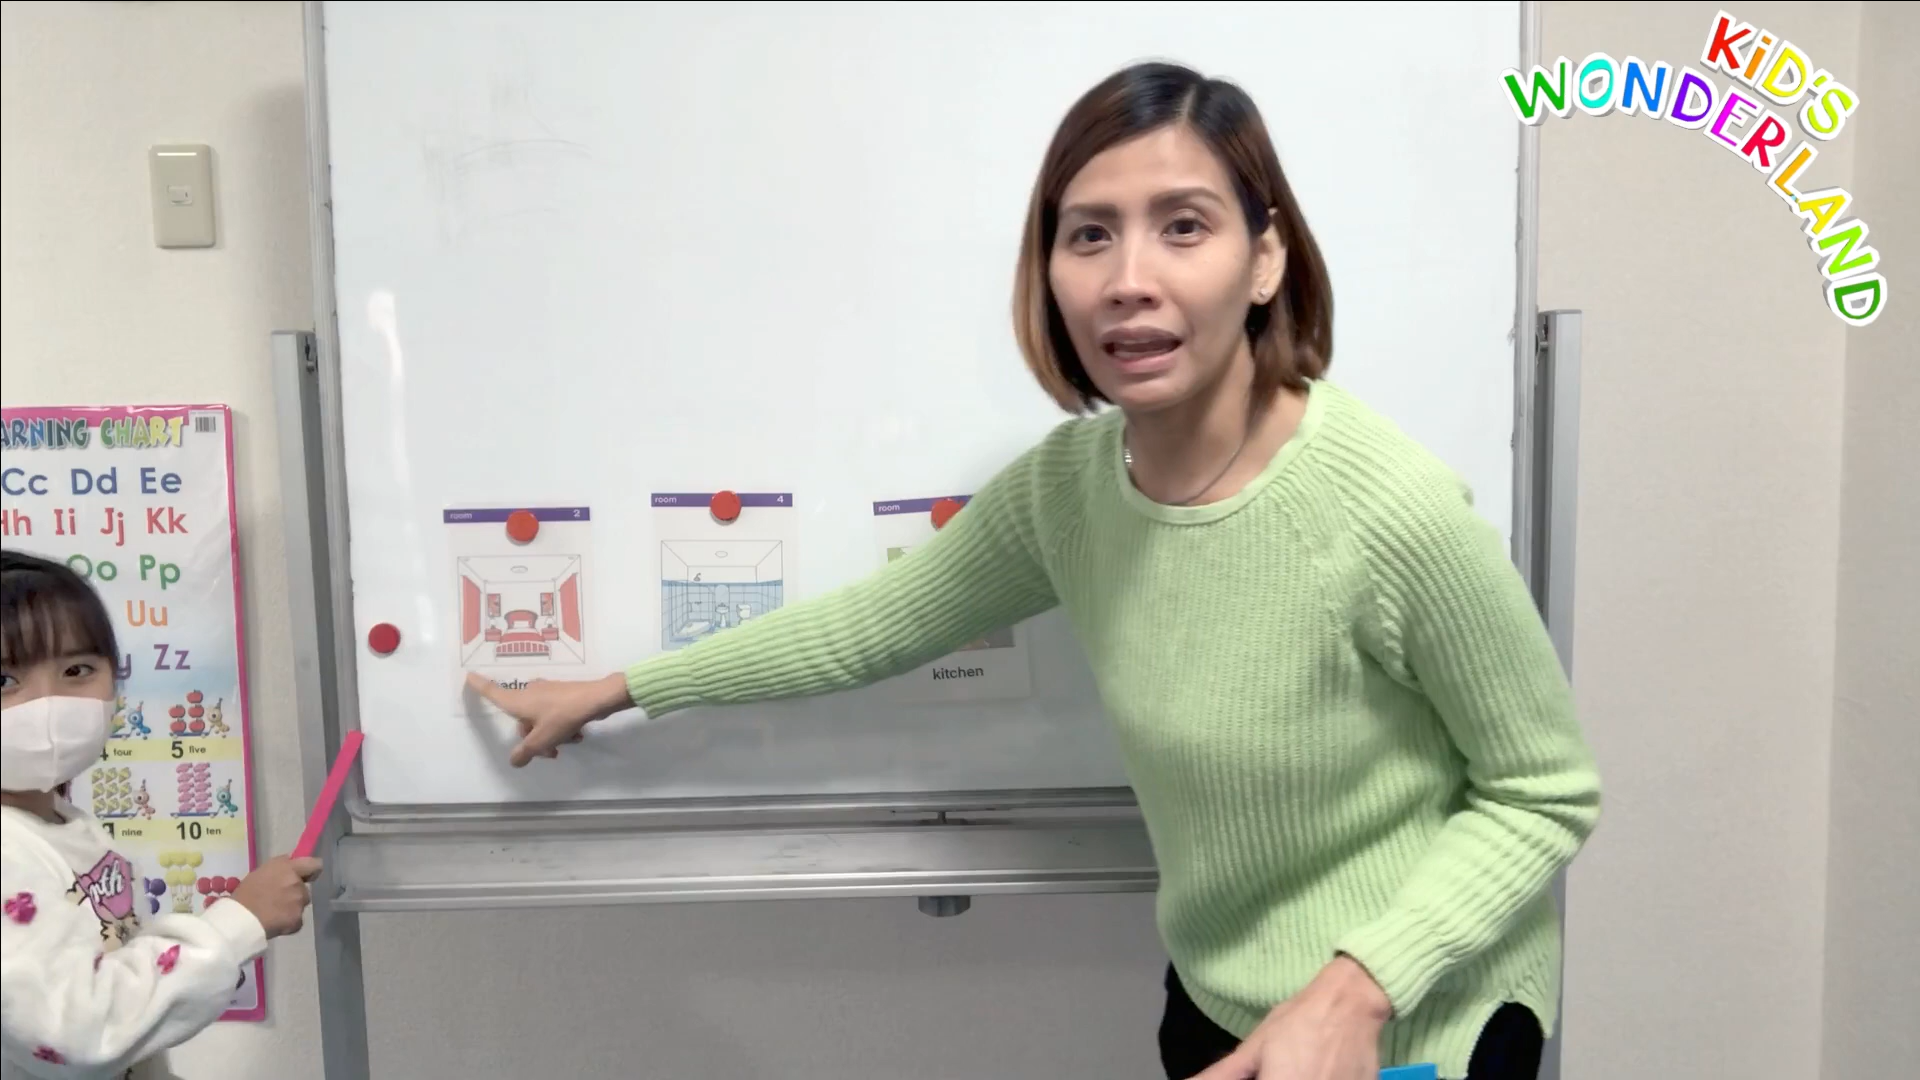 KiD'S
WONDERLAND
room 2
room 4
room
kitchen
CHART
Cc Dd Ee
Hh Ii Jj Kk
Oo Pp
Uu
Zz
four 5 five
nine 10 ten